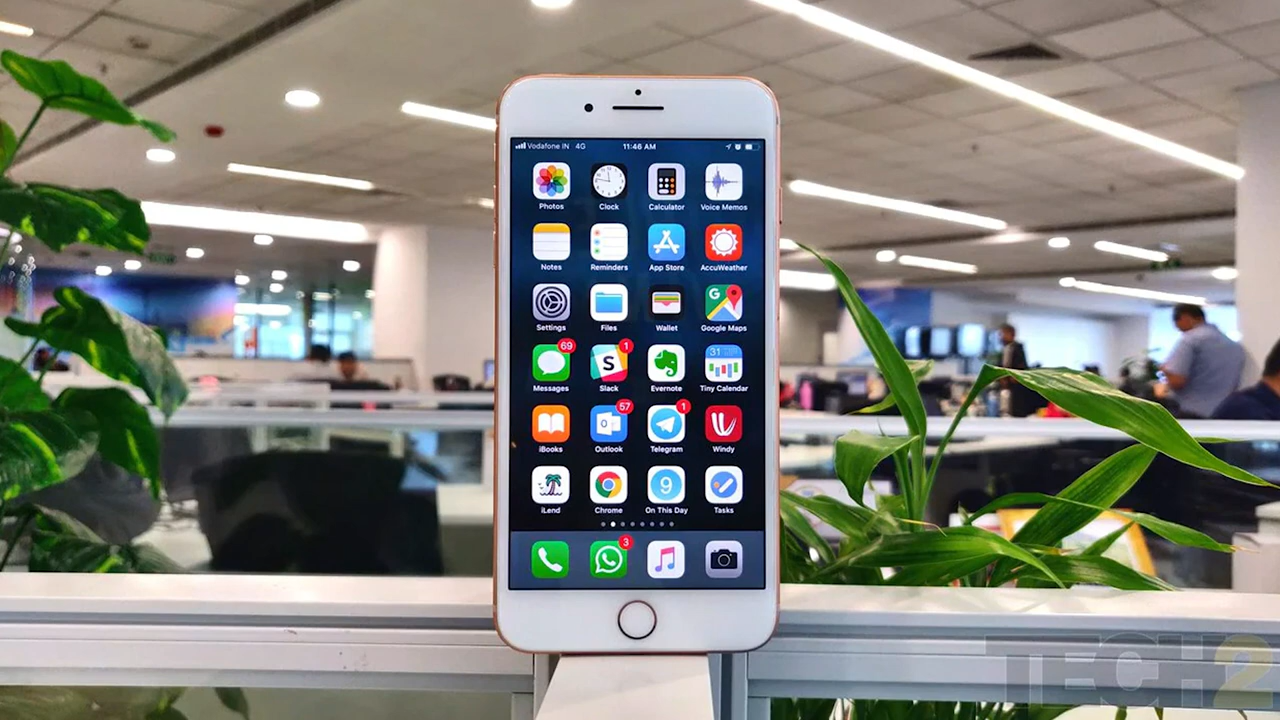 Vodafone IN 4G 11:46 AM
Photos Clock Calculator Voice Memos
Notes Reminders App Store AccuWeather
Settings Files Wallet Google Maps
69 1 31
Messages Slack Evernote Tiny Calendar
57 1
iBooks Outlook Telegram Windy
9
iLend Chrome On This Day Tasks
3
TECH2